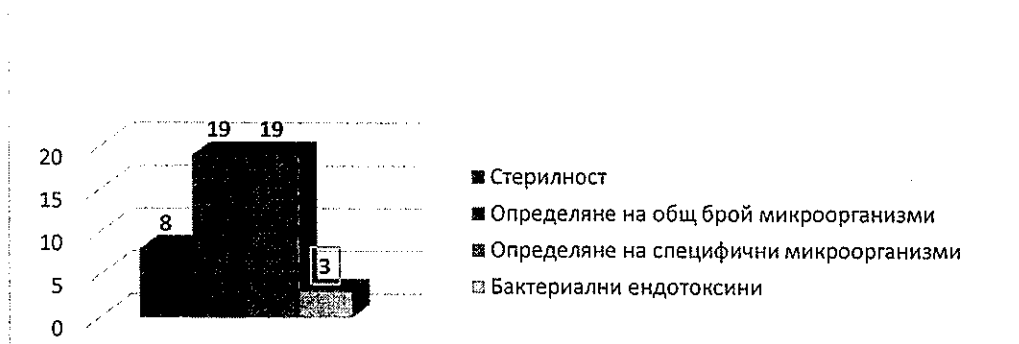 19 19
20
15
8
10
3
5
0
Стерилност
Определяне на общ брой микроорганизми
Определяне на специфични микроорганизми
Бактериални ендотоксини